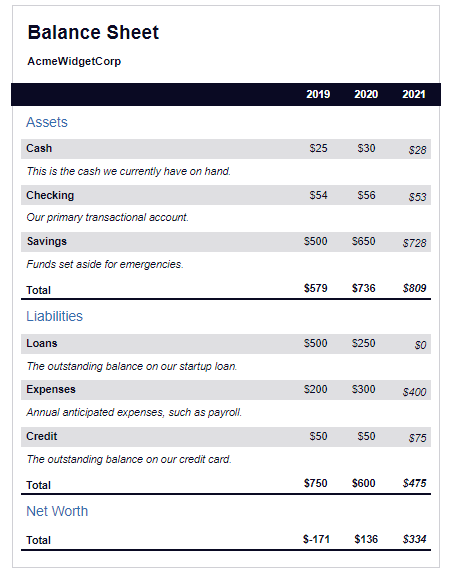 Balance Sheet
AcmeWidgetCorp
2019 2020 2021
Assets
Cash $25 $30 $28
This is the cash we currently have on hand.
Checking $54 $56 $53
Our primary transactional account.
Savings $500 $650 $728
Funds set aside for emergencies.
Total $579 $736 $809
Liabilities
Loans $500 $250 $0
The outstanding balance on our startup loan.
Expenses $200 $300 $400
Annual anticipated expenses, such as payroll.
Credit $50 $50 $75
The outstanding balance on our credit card.
Total $750 $600 $475
Net Worth
Total $-171 $136 $334